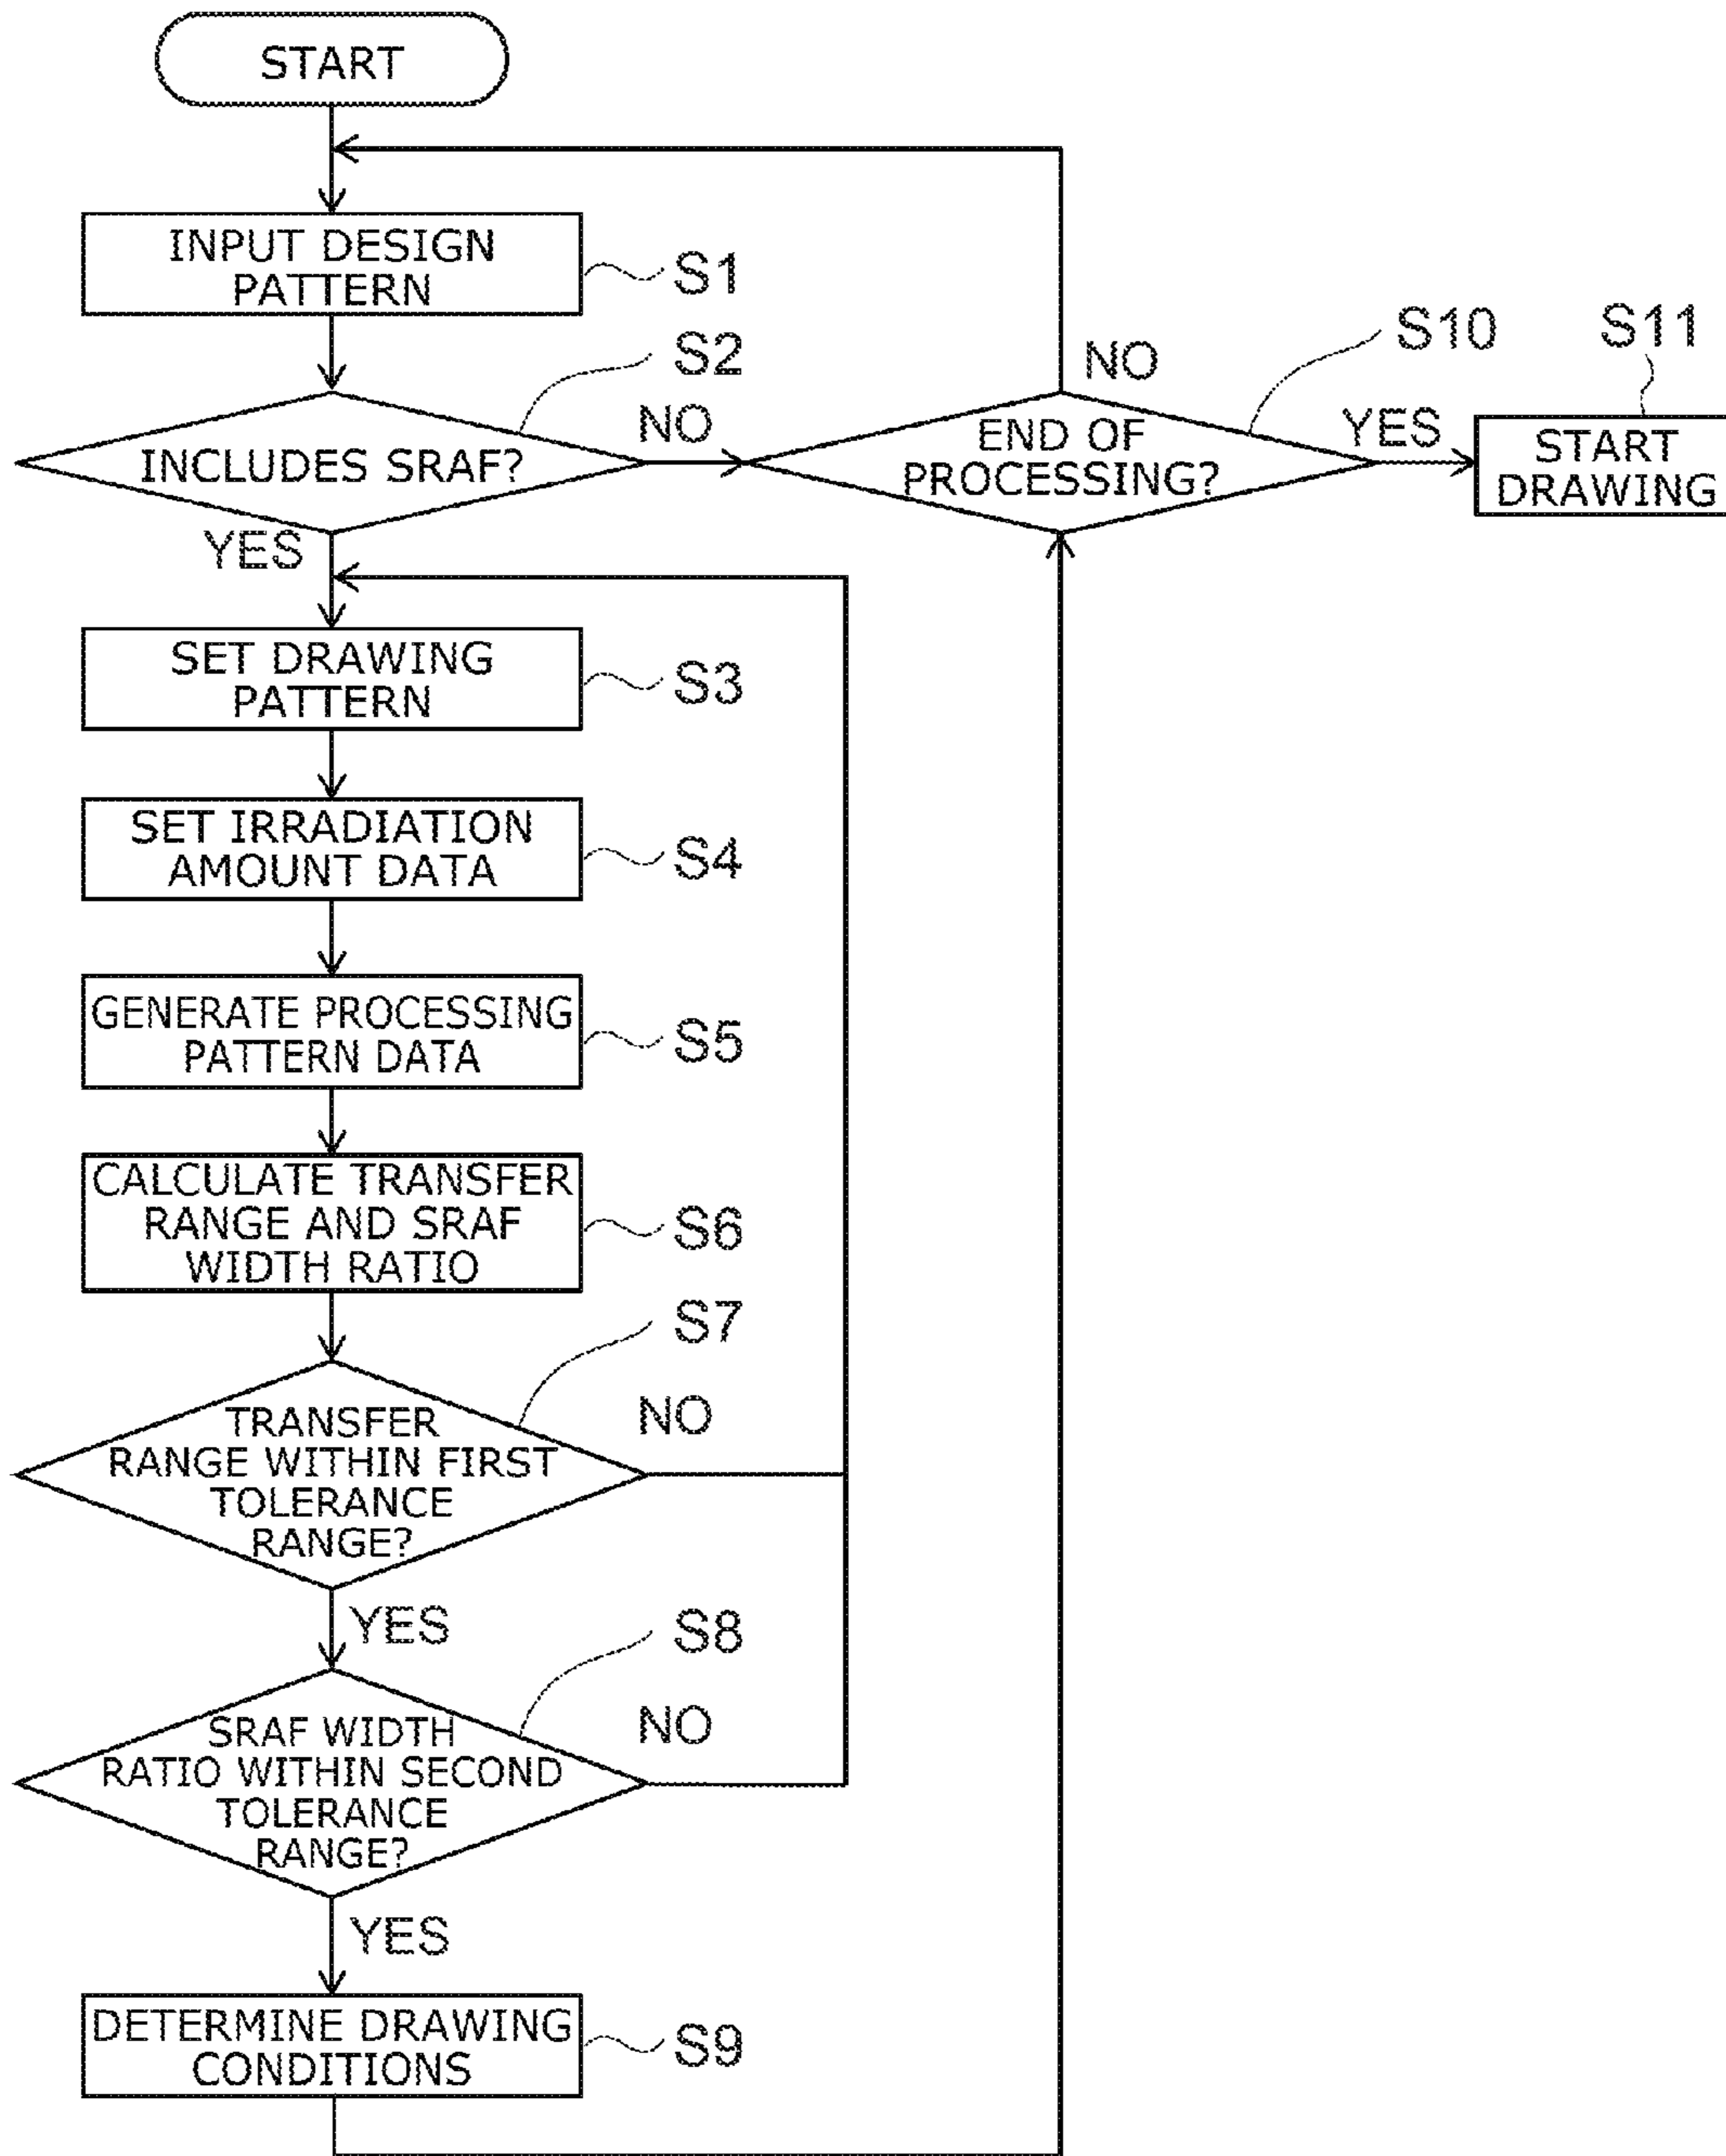 START
INPUT DESIGN
PATTERN
S1
S2
INCLUDES SRAF?
NO
YES
END OF
PROCESSING?
NO
S10
YES
S11
START
DRAWING
SET DRAWING
PATTERN
S3
SET IRRADIATION
AMOUNT DATA
S4
GENERATE PROCESSING
PATTERN DATA
S5
CALCULATE TRANSFER
RANGE AND SRAF
WIDTH RATIO
S6
S7
TRANSFER
RANGE WITHIN FIRST
TOLERANCE
RANGE?
NO
YES
S8
SRAF WIDTH
RATIO WITHIN SECOND
TOLERANCE
RANGE?
NO
YES
DETERMINE DRAWING
CONDITIONS
S9